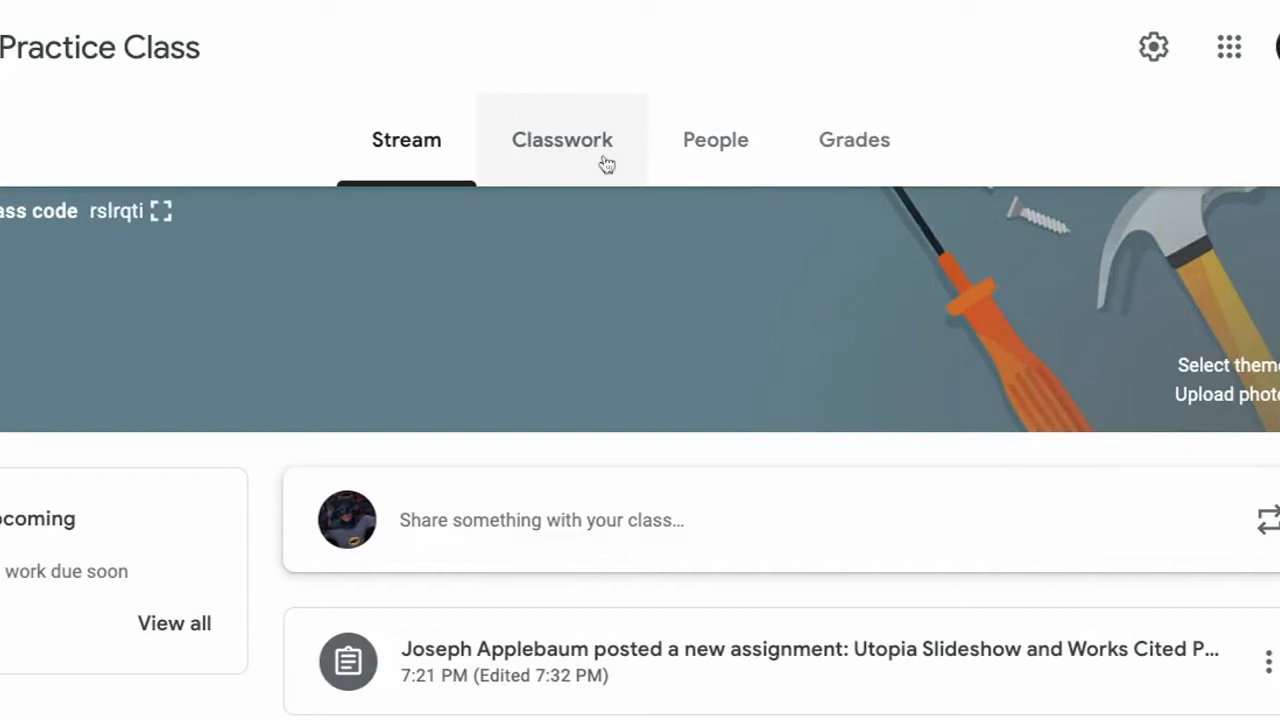 Practice Class
Stream Classwork People Grades
ass code rslrqti
Select theme
Upload photo
pcoming
Share something with your class...
work due soon
View all
Joseph Applebaum posted a new assignment: Utopia Slideshow and Works Cited P...
7:21 PM (Edited 7:32 PM)